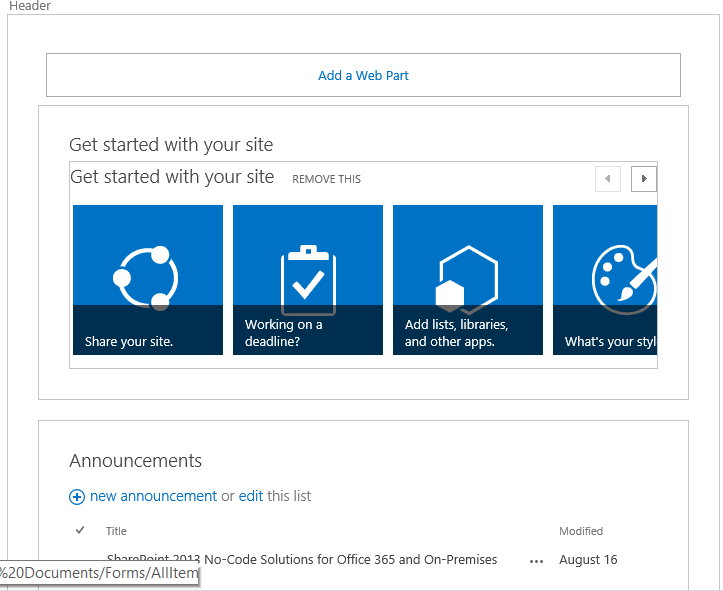 Header
Add a Web Part
Get started with your site
Get started with your site REMOVE THIS
Share your site.
Working on a
deadline?
Add lists, libraries,
and other apps.
What's your styl
Announcements
new announcement or edit this list
Title Modified
SharePoint 2013 No-Code Solutions for Office 365 and On-Premises ... August 16
%20Documents/Forms/AllItem